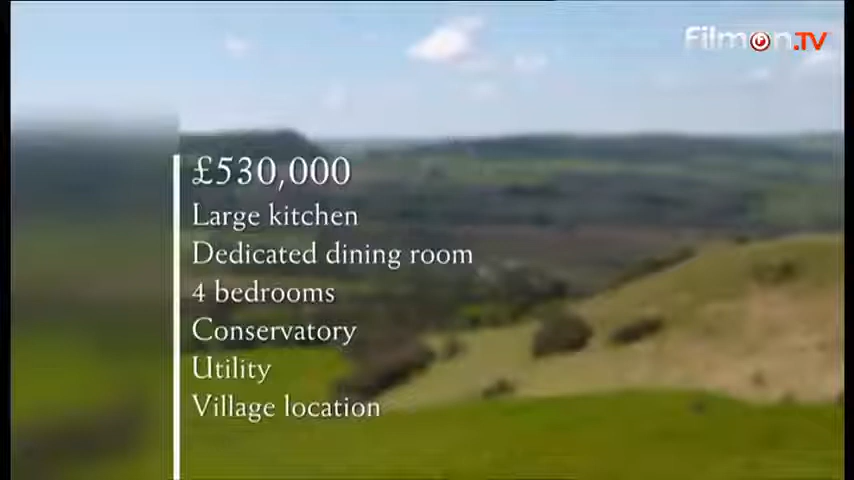 Filmon.TV
£530,000
Large kitchen
Dedicated dining room
4 bedrooms
Conservatory
Utility
Village location